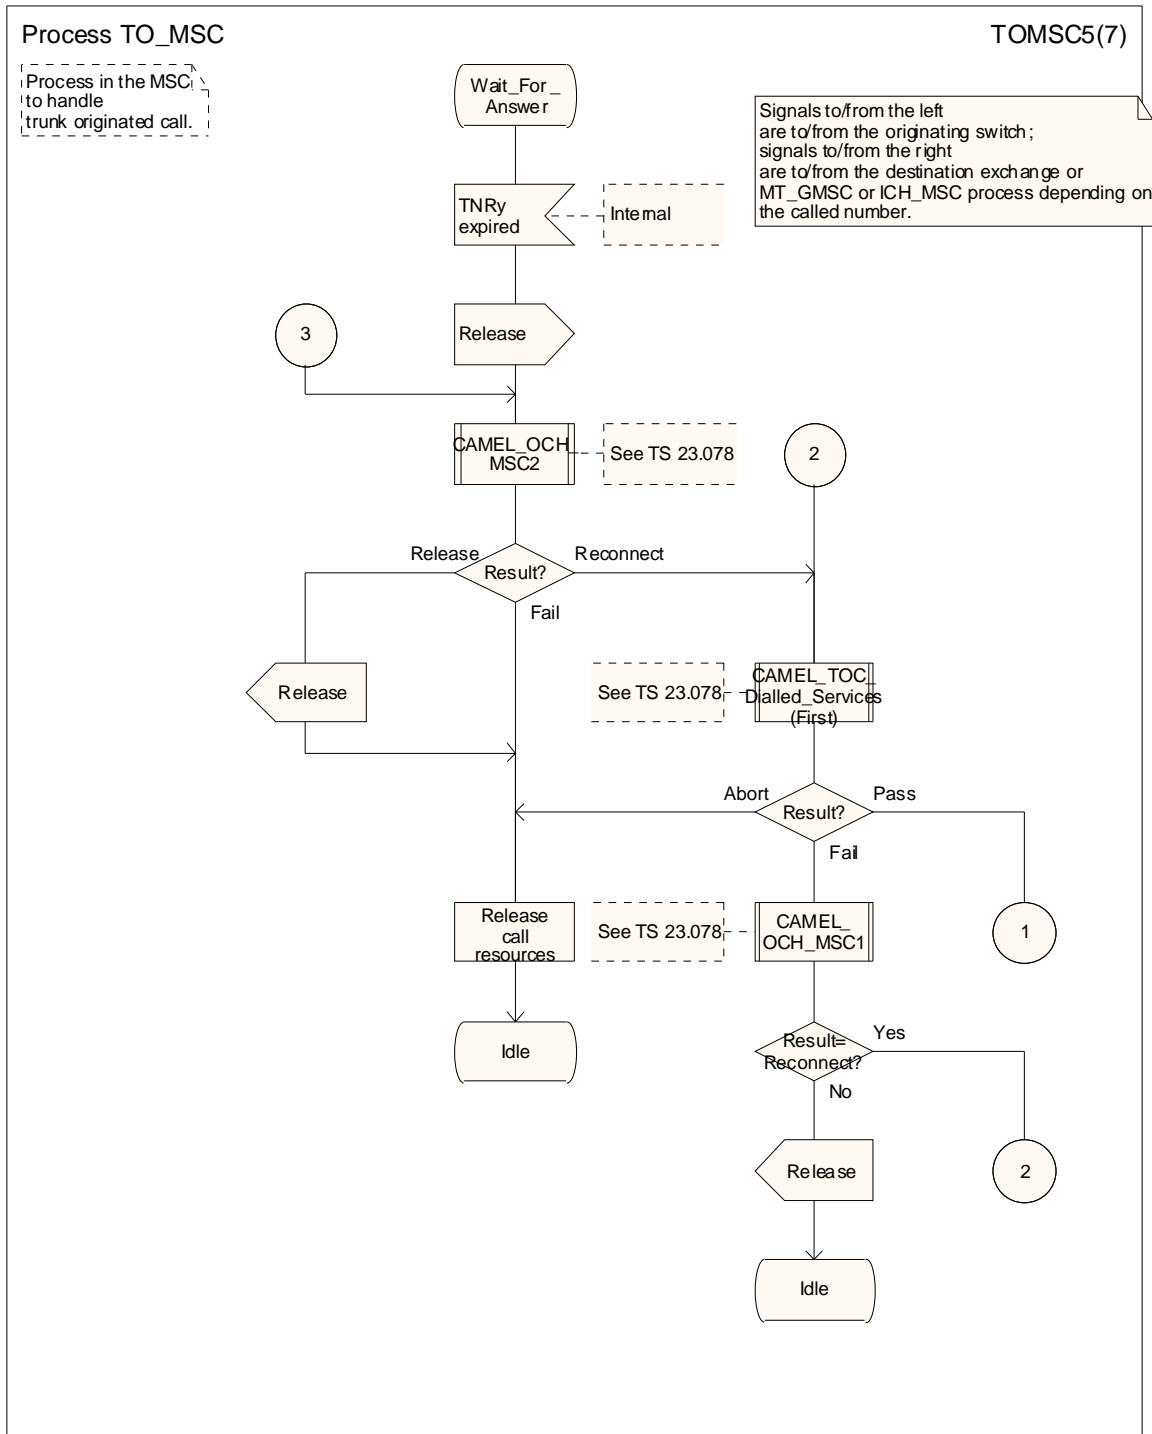 Process TO_MSC
TOMSC5(7)
Process in the MSC
to handle
trunk originated call.
Wait_For_
Answer
Signals to/from the left
are to/from the originating switch;
signals to/from the right
are to/from the destination exchange or
MT_GMSC or ICH_MSC process depending on
the called number.
TNRy
expired
Internal
3
Release
CAMEL_OCH_
MSC2
See TS 23.078
2
Release
Result?
Reconnect
Fail
Release
See TS 23.078
CAMEL_TOC_
Dialled_Services
(First)
Abort
Result?
Pass
Fail
Release
call
resources
See TS 23.078
CAMEL_
OCH_MSC1
1
Idle
Result=
Reconnect?
Yes
No
Release
2
Idle